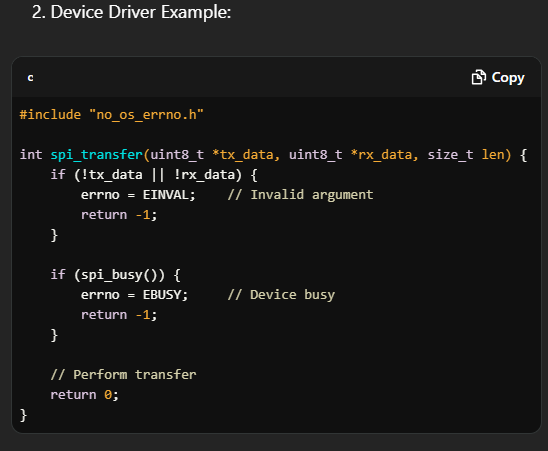 2. Device Driver Example:
c
Copy
#include "no_os_errno.h"
int spi_transfer(uint8_t *tx_data, uint8_t *rx_data, size_t len) {
    if (!tx_data || !rx_data) {
        errno = EINVAL;    // Invalid argument
        return -1;
    }
    if (spi_busy()) {
        errno = EBUSY;     // Device busy
        return -1;
    }
    // Perform transfer
    return 0;
}